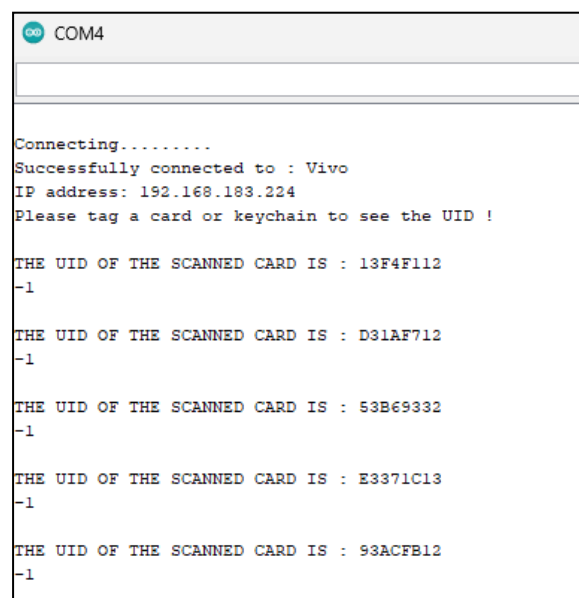 COM4
Connecting.........
Successfully connected to : Vivo
IP address: 192.168.183.224
Please tag a card or keychain to see the UID !
THE UID OF THE SCANNED CARD IS : 13F4F112
-1
THE UID OF THE SCANNED CARD IS : D31AF712
-1
THE UID OF THE SCANNED CARD IS : 53B69332
-1
THE UID OF THE SCANNED CARD IS : E3371C13
-1
THE UID OF THE SCANNED CARD IS : 93ACFB12
-1